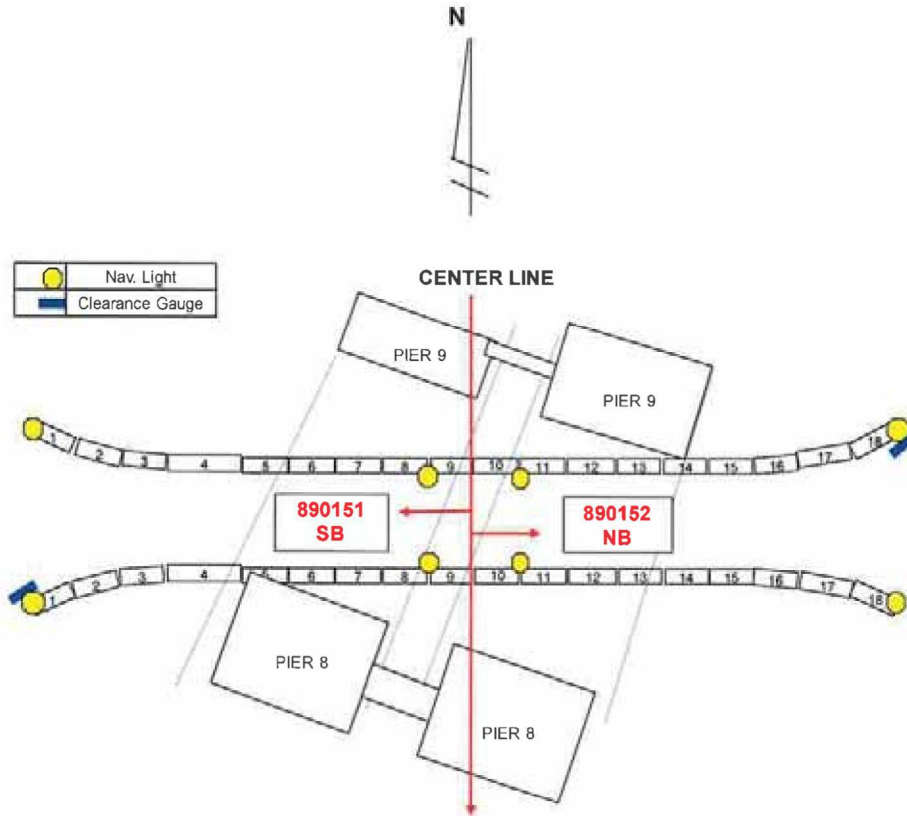 N
Nav. Light
Clearance Gauge
CENTER LINE
PIER 9
PIER 9
1 2 3 4 5 6 7 8 9 10 11 12 13 14 15 16 17 18
890151
SB
890152
NB
1 2 3 4 5 6 7 8 9 10 11 12 13 14 15 16 17 18
PIER 8
PIER 8